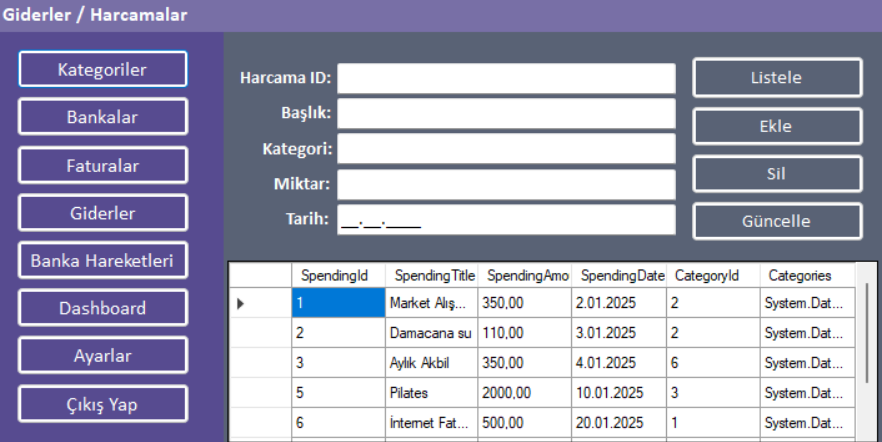 Giderler / Harcamalar
Kategoriler
Bankalar
Faturalar
Giderler
Banka Hareketleri
Dashboard
Ayarlar
Çıkış Yap
Harcama ID:
Başlık:
Kategori:
Miktar:
Tarih: __.__.____
Listele
Ekle
Sil
Güncelle
SpendingId SpendingTitle SpendingAmo SpendingDate CategoryId Categories
1 Market Alış... 350,00 2.01.2025 2 System.Dat...
2 Damacana su 110,00 3.01.2025 2 System.Dat...
3 Aylık Akbil 350,00 4.01.2025 6 System.Dat...
5 Pilates 2000,00 10.01.2025 3 System.Dat...
6 İnternet Fat... 500,00 20.01.2025 1 System.Dat...